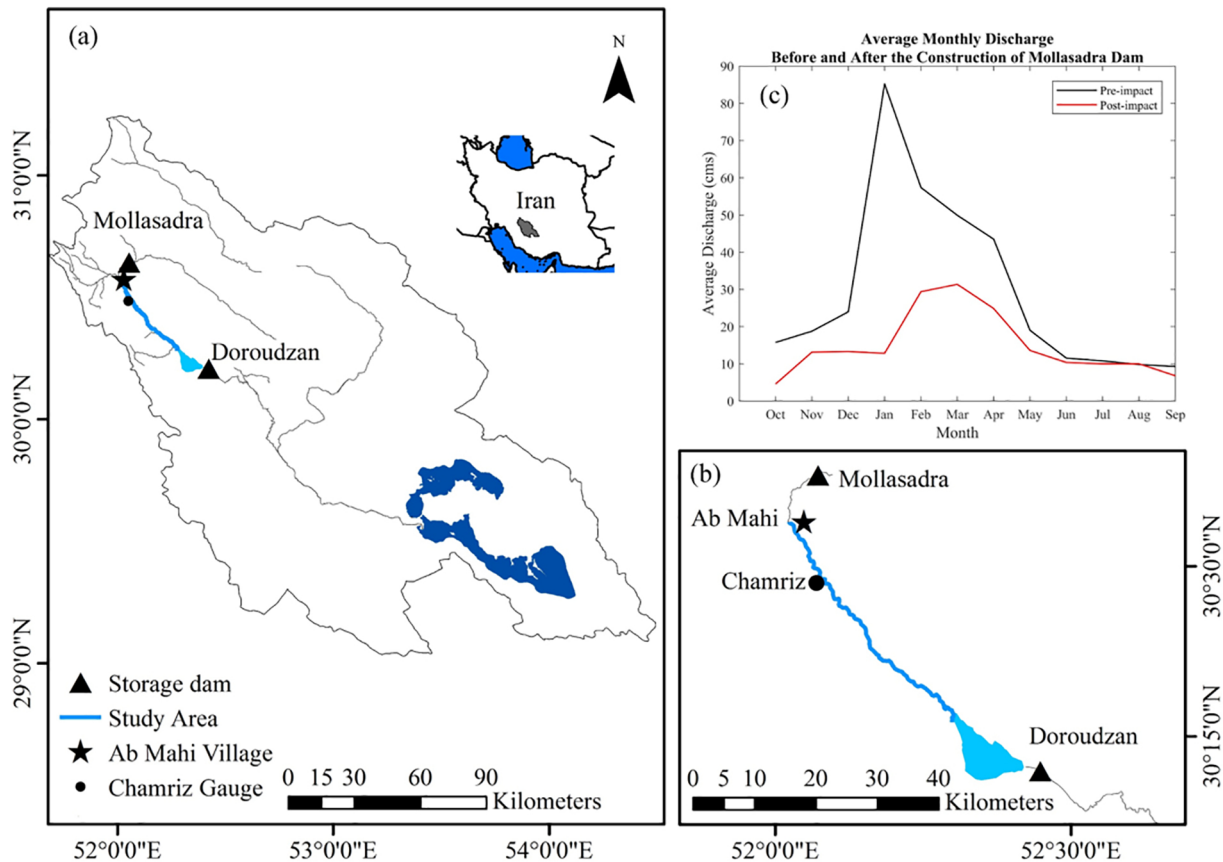 (a)
N
31°0'0"N
30°0'0"N
29°0'0"N
Iran
Mollasadra
Doroudzan
Storage dam
Study Area
Ab Mahi Village
Chamriz Gauge
0 15 30 60 90
Kilometers
52°0'0"E 53°0'0"E 54°0'0"E
Average Monthly Discharge
Before and After the Construction of Mollasadra Dam
(c)
Pre-impact
Post-impact
Average Discharge (cms)
90
80
70
60
50
40
30
20
10
0
Oct Nov Dec Jan Feb Mar Apr May Jun Jul Aug Sep
Month
(b)
Mollasadra
Ab Mahi
Chamriz
Doroudzan
30°30'0"N
30°15'0"N
0 5 10 20 30 40
Kilometers
52°0'0"E 52°30'0"E